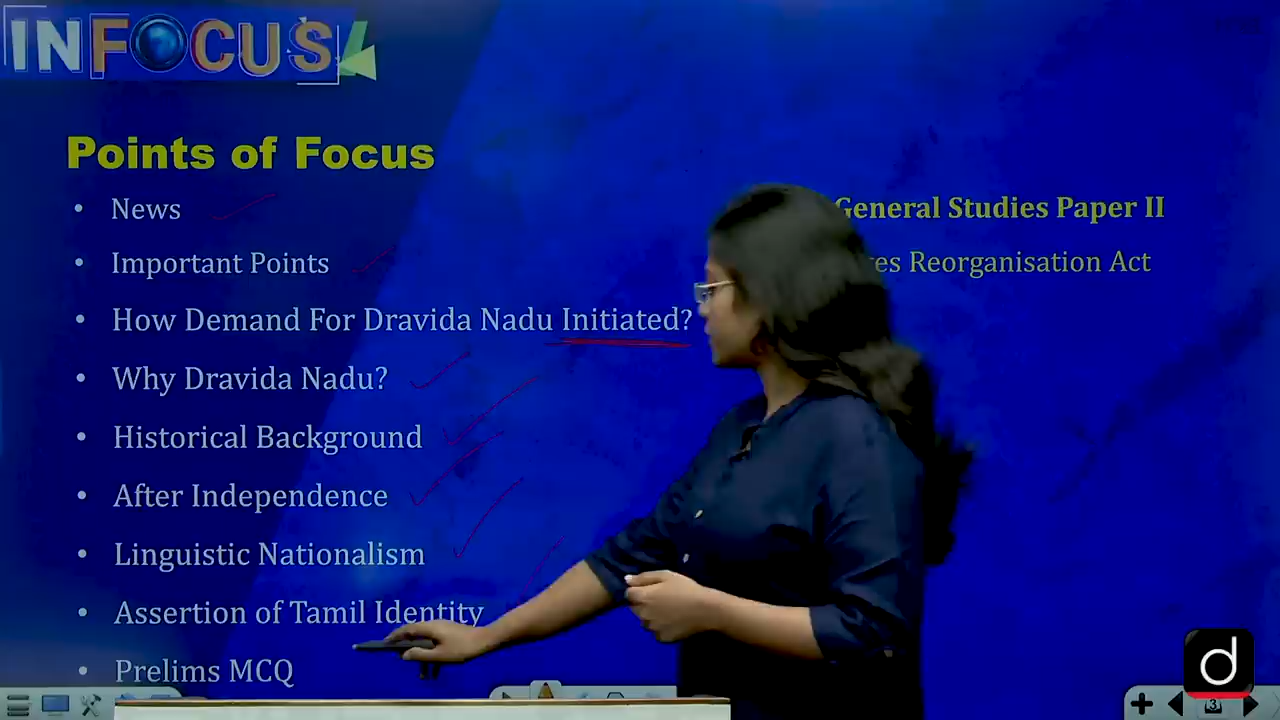 INFOCUS
Points of Focus
• News
• Important Points
• How Demand For Dravida Nadu Initiated?
• Why Dravida Nadu?
• Historical Background
• After Independence
• Linguistic Nationalism
• Assertion of Tamil Identity
• Prelims MCQ
General Studies Paper II
Reorganisation Act
3
d